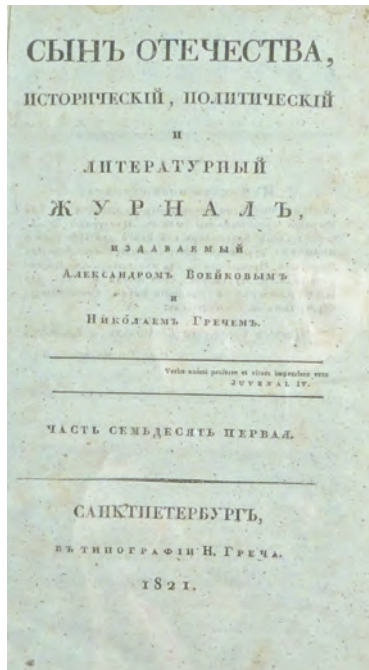 СЫНЪ ОТЕЧЕСТВА,
ИСТОРИЧЕСКІЙ, ПОЛИТИЧЕСКІЙ
И
ЛИТЕРАТУРНЫЙ
ЖУРНАЛЪ,
ИЗДАВАЕМЫЙ
АЛЕКСАНДРОМЪ ВОЕЙКОВЫМЪ
И
НИКОЛАЕМЪ ГРЕЧЕМЪ.
Verba animi proferre et vitam impendere vero
JUVENAL IV.
ЧАСТЬ СЕМЬДЕСЯТЬ ПЕРВАЯ.
САНКТПЕТЕРБУРГЪ,
ВЪ ТИПОГРАФІИ Н. ГРЕЧА.
1821.